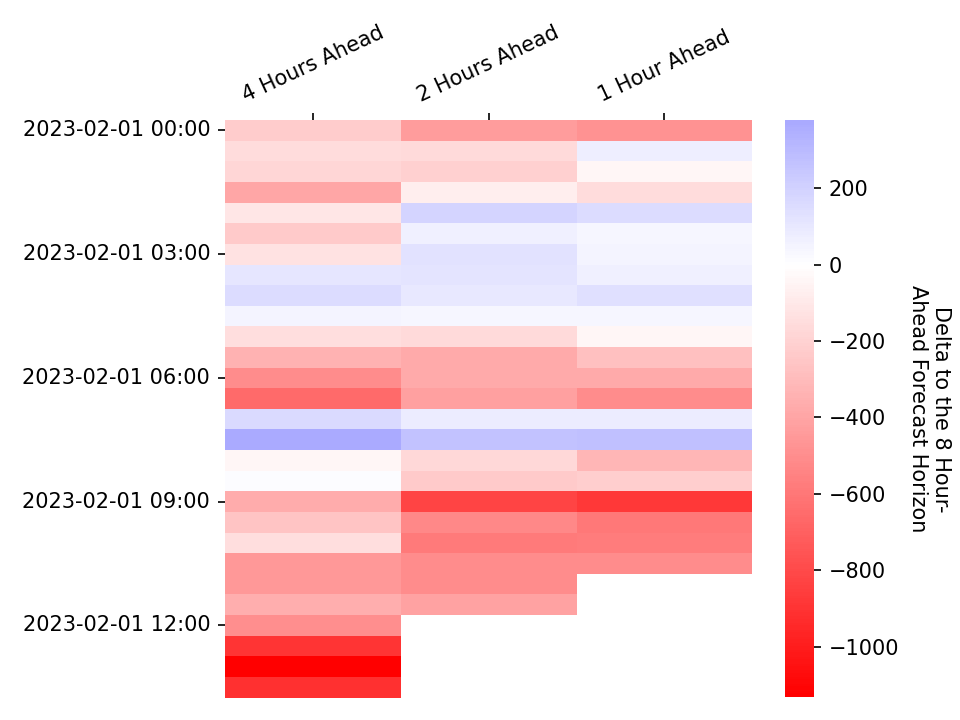 4 Hours Ahead
2 Hours Ahead
1 Hour Ahead
2023-02-01 00:00
2023-02-01 03:00
2023-02-01 06:00
2023-02-01 09:00
2023-02-01 12:00
200
0
−200
−400
−600
−800
−1000
Delta to the 8 Hour-
Ahead Forecast Horizon